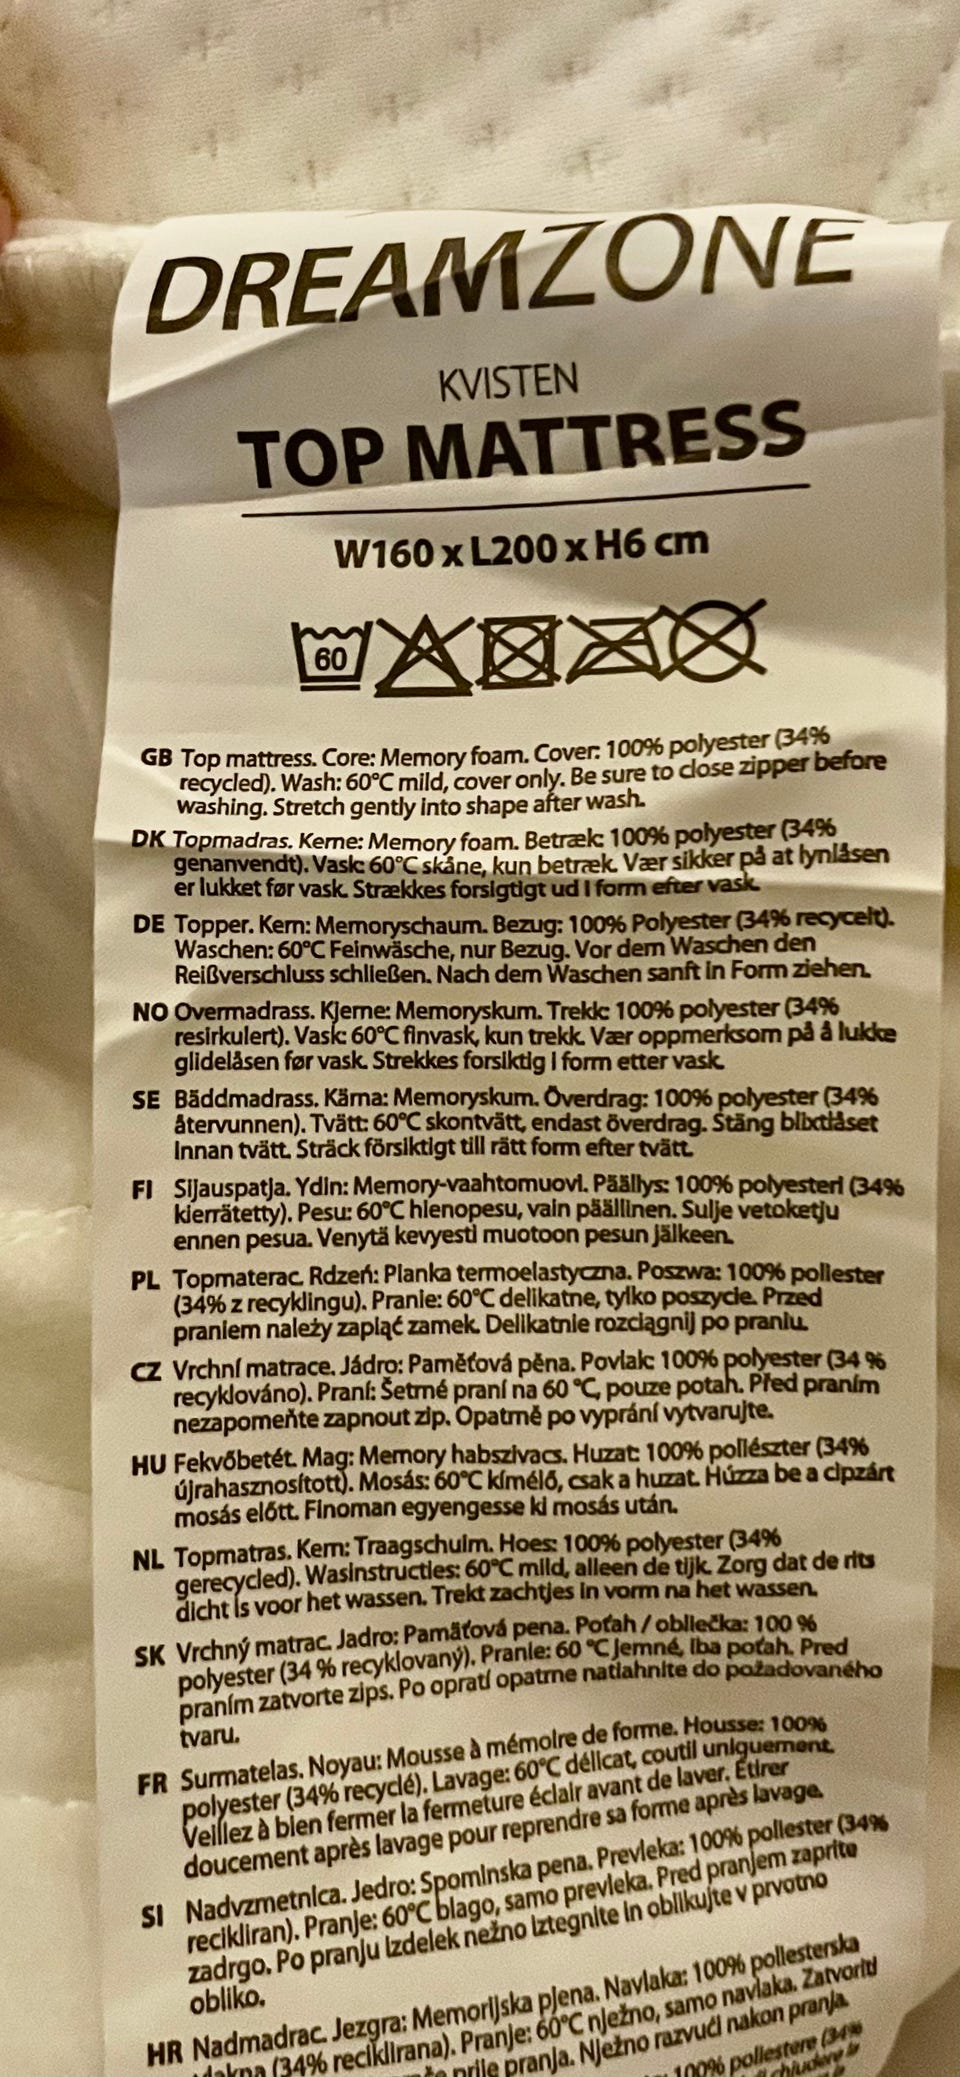 DREAMZONE
KVISTEN
TOP MATTRESS
W160 x L200 x H6 cm
60
GB Top mattress. Core: Memory foam. Cover: 100% polyester (34%
recycled). Wash: 60°C mild, cover only. Be sure to close zipper before
washing. Stretch gently into shape after wash.
DK Topmadras. Kerne: Memory foam. Betræk: 100% polyester (34%
genanvendt). Vask: 60°C skåne, kun betræk. Vær sikker på at lynlåsen
er lukket før vask. Strækkes forsigtigt ud i form efter vask.
DE Topper. Kern: Memoryschaum. Bezug: 100% Polyester (34% recycelt).
Waschen: 60°C Feinwäsche, nur Bezug. Vor dem Waschen den
Reißverschluss schließen. Nach dem Waschen sanft in Form ziehen.
NO Overmadrass. Kjerne: Memoryskum. Trekk: 100% polyester (34%
resirkulert). Vask: 60°C finvask, kun trekk. Vær oppmerksom på å lukke
glidelåsen før vask. Strekkes forsiktig i form etter vask.
SE Bäddmadrass. Kärna: Memoryskum. Överdrag: 100% polyester (34%
återvunnen). Tvätt: 60°C skontvätt, endast överdrag. Stäng blixtlåset
innan tvätt. Sträck försiktigt till rätt form efter tvätt.
FI Sijauspatja. Ydin: Memory-vaahtomuovi. Päällys: 100% polyesteri (34%
kierrätetty). Pesu: 60°C hienopesu, vain päällinen. Sulje vetoketju
ennen pesua. Venytä kevyesti muotoon pesun jälkeen.
PL Topmaterac. Rdzeń: Pianka termoelastyczna. Poszwa: 100% poliester
(34% z recyklingu). Pranie: 60°C delikatne, tylko poszycie. Przed
praniem należy zapiąć zamek. Delikatnie rozciągnij po praniu.
CZ Vrchní matrace. Jádro: Paměťová pěna. Povlak: 100% polyester (34 %
recyklováno). Praní: Šetrné praní na 60 °C, pouze potah. Před praním
nezapomeňte zapnout zip. Opatrně po vyprání vytvarujte.
HU Fekvőbetét. Mag: Memory habszivacs. Huzat: 100% poliészter (34%
újrahasznosított). Mosás: 60°C kímélő, csak a huzat. Húzza be a cipzárt
mosás előtt. Finoman egyengesse ki mosás után.
NL Topmatras. Kern: Traagschuim. Hoes: 100% polyester (34%
gerecycled). Wasinstructies: 60°C mild, alleen de tijk. Zorg dat de rits
dicht is voor het wassen. Trekt zachtjes in vorm na het wassen.
SK Vrchný matrac. Jadro: Pamäťová pena. Poťah / obliečka: 100 %
polyester (34 % recyklovaný). Pranie: 60 °C jemné, iba poťah. Pred
praním zatvorte zips. Po opratí opatrne natiahnite do požadovaného
tvaru.
FR Surmatelas. Noyau: Mousse à mémoire de forme. Housse: 100%
polyester (34% recyclé). Lavage: 60°C délicat, coutil uniquement.
Veillez à bien fermer la fermeture éclair avant de laver. Étirer
doucement après lavage pour reprendre sa forme après lavage.
SI Nadvzmetnica. Jedro: Spominska pena. Prevleka: 100% poliester (34%
recikliran). Pranje: 60°C blago, samo prevleka. Pred pranjem zaprite
zadrgo. Po pranju izdelek nežno iztegnite in oblikujte v prvotno
obliko.
HR Nadmadrac. Jezgra: Memorijska pjena. Navlaka: 100% poliesterska
(34% reciklirana). Pranje: 60°C nježno, samo navlaka. Zatvoriti
prije pranja. Nježno razvući nakon pranja.
100% poliestere (34%
chiudere